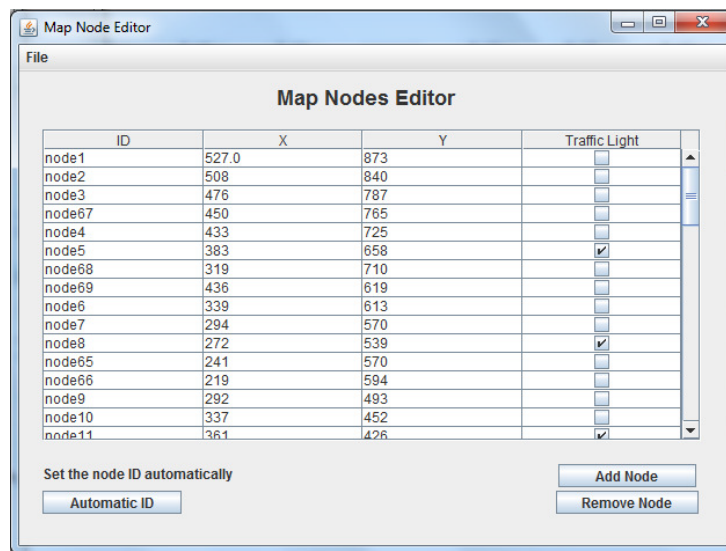 Map Node Editor
File
Map Nodes Editor
ID X Y Traffic Light
node1 527.0 873
node2 508 840
node3 476 787
node67 450 765
node4 433 725
node5 383 658
node68 319 710
node69 436 619
node6 339 613
node7 294 570
node8 272 539
node65 241 570
node66 219 594
node9 292 493
node10 337 452
node11 361 426
Set the node ID automatically
Add Node
Automatic ID
Remove Node